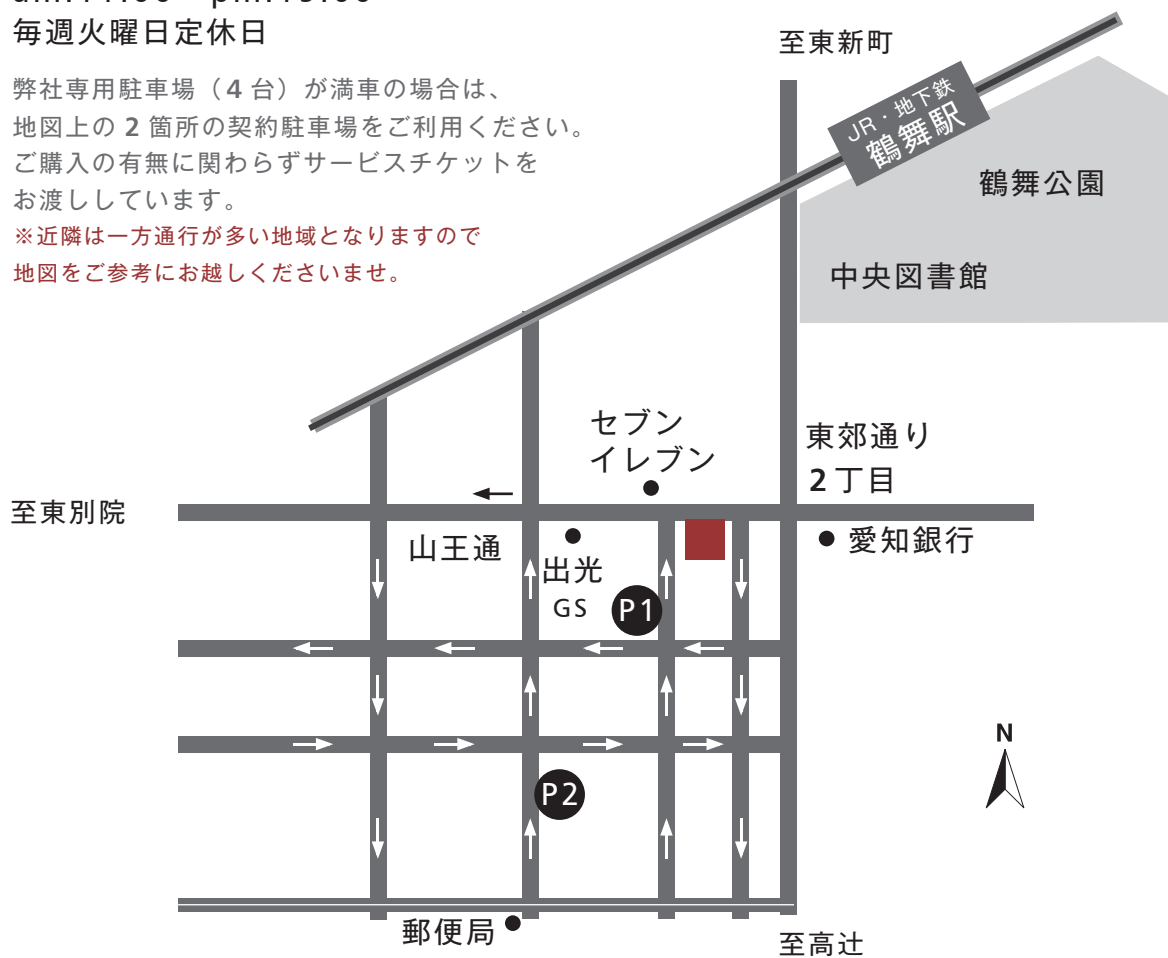 毎週火曜日定休日
弊社専用駐車場（4台）が満車の場合は、
地図上の2箇所の契約駐車場をご利用ください。
ご購入の有無に関わらずサービスチケットを
お渡ししています。
※近隣は一方通行が多い地域となりますので
地図をご参考にお越しくださいませ。
至東新町
JR・地下鉄
鶴舞駅
鶴舞公園
中央図書館
セブン
イレブン
東郊通り
2丁目
至東別院
山王通
出光
GS
愛知銀行
P1
P2
N
郵便局
至高辻